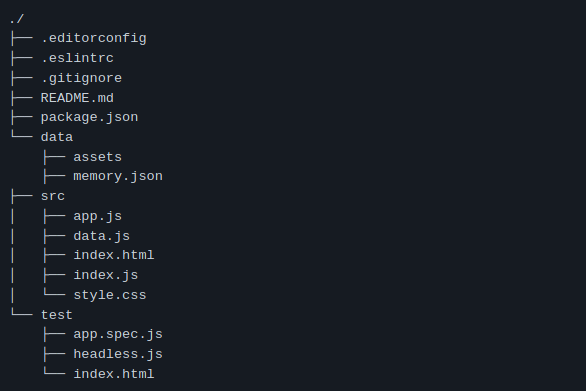 ./
├── .editorconfig
├── .eslintrc
├── .gitignore
├── README.md
├── package.json
└── data
    ├── assets
    ├── memory.json
├── src
│   ├── app.js
│   ├── data.js
│   ├── index.html
│   ├── index.js
│   └── style.css
└── test
    ├── app.spec.js
    ├── headless.js
    └── index.html